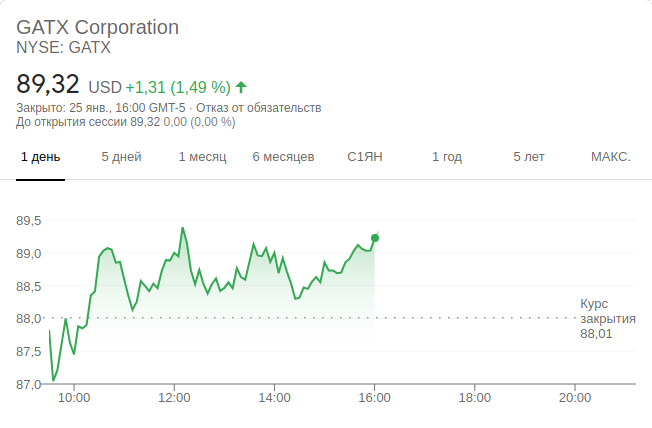 GATX Corporation
NYSE: GATX
89,32 USD +1,31 (1,49 %)
Закрыто: 25 янв., 16:00 GMT-5 · Отказ от обязательств
До открытия сессии 89,32 0,00 (0,00 %)
1 день 5 дней 1 месяц 6 месяцев С1ЯН 1 год 5 лет МАКС.
89,5
89,0
88,5
88,0
87,5
87,0
Курс
закрытия
88,01
10:00 12:00 14:00 16:00 18:00 20:00